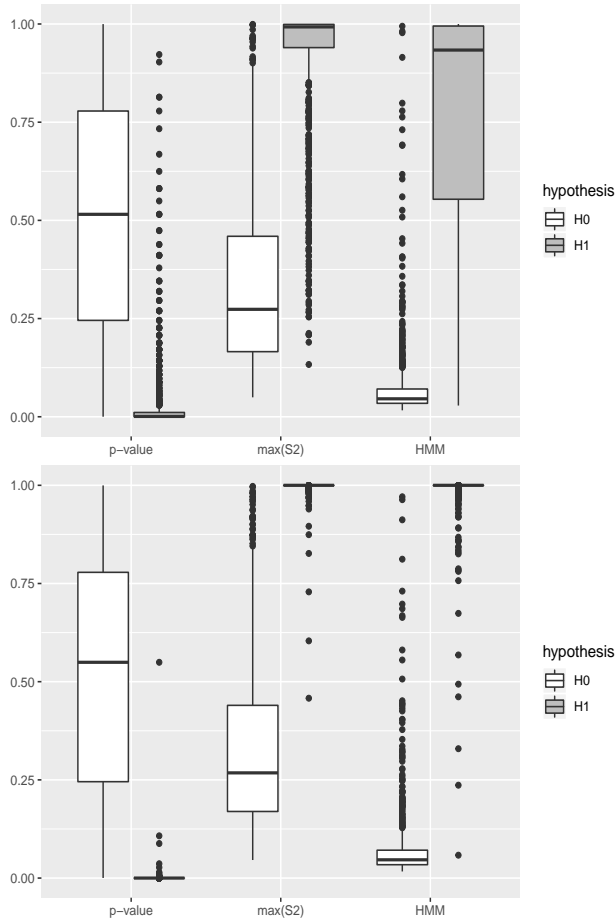 1.00
0.75
0.50
0.25
0.00
p−value max(S2) HMM
hypothesis
H0
H1
1.00
0.75
0.50
0.25
0.00
p−value max(S2) HMM
hypothesis
H0
H1